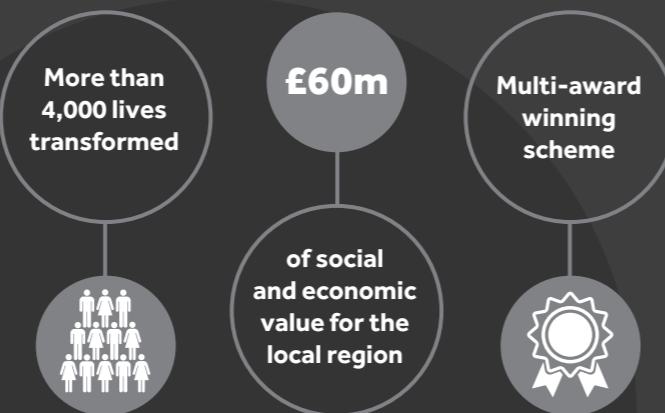 More than
4,000 lives
transformed
£60m
of social
and economic
value for the
local region
Multi-award
winning
scheme